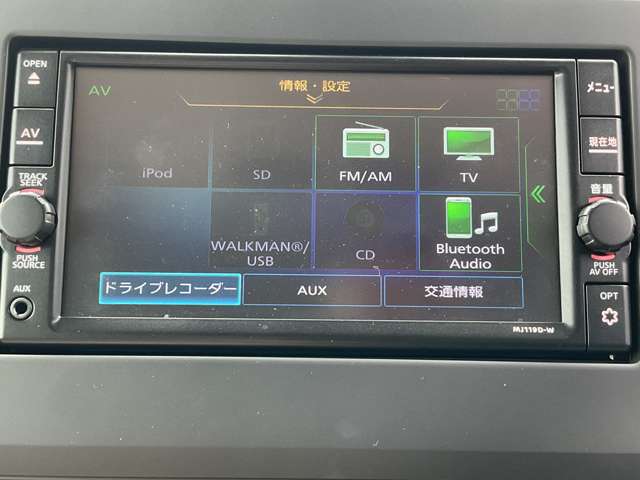 OPEN
AV
TRACK
SEEK
PUSH
SOURCE
AUX
AV
情報・設定
iPod
SD
FM/AM
TV
WALKMAN®/
USB
CD
Bluetooth
Audio
ドライブレコーダー
AUX
交通情報
MJ119D-W
メニュー
現在地
音量
PUSH
AV OFF
OPT